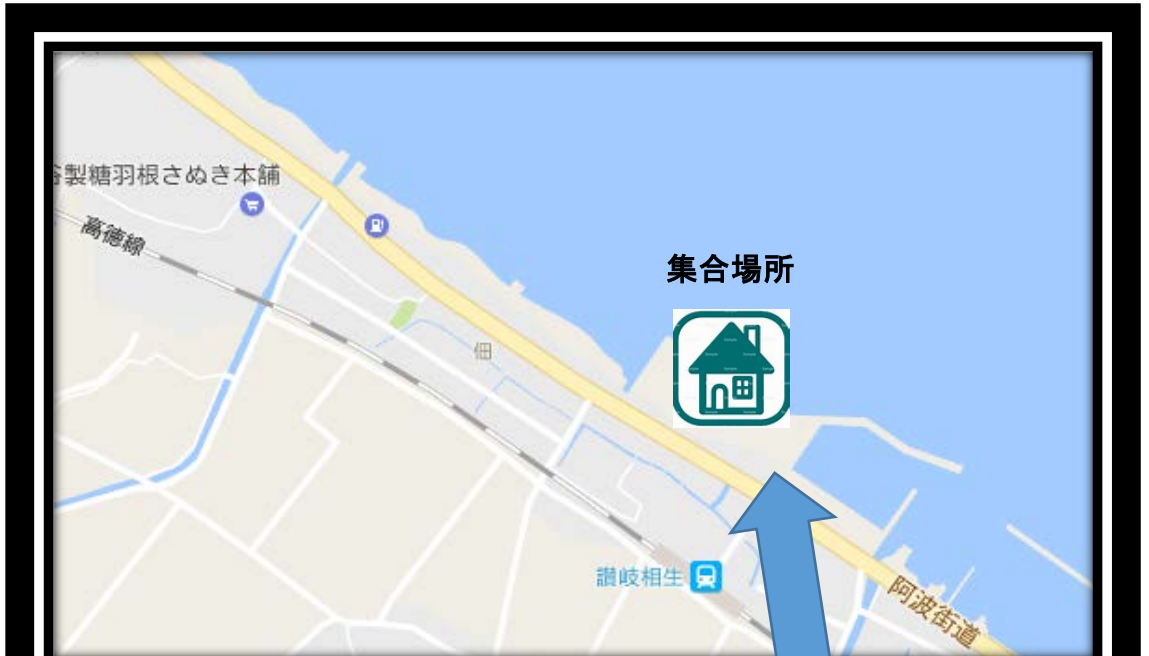 製糖羽根さぬき本舗
高徳線
集合場所
佃
讃岐相生
阿波街道